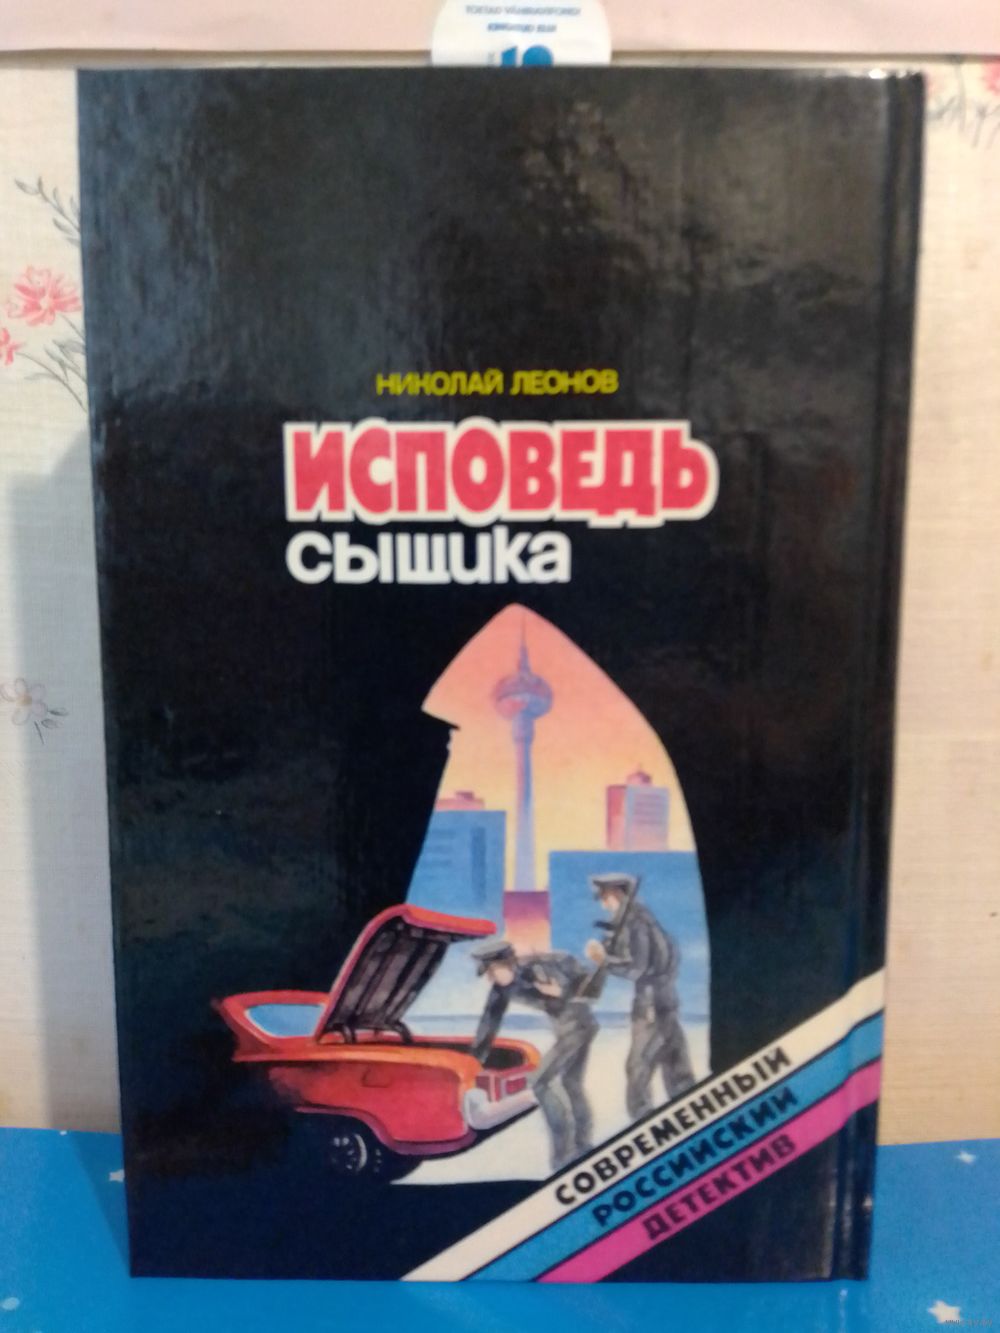 НИКОЛАЙ ЛЕОНОВ
ИСПОВЕДЬ
сыщика
СОВРЕМЕННЫЙ
РОССИЙСКИЙ
ДЕТЕКТИВ